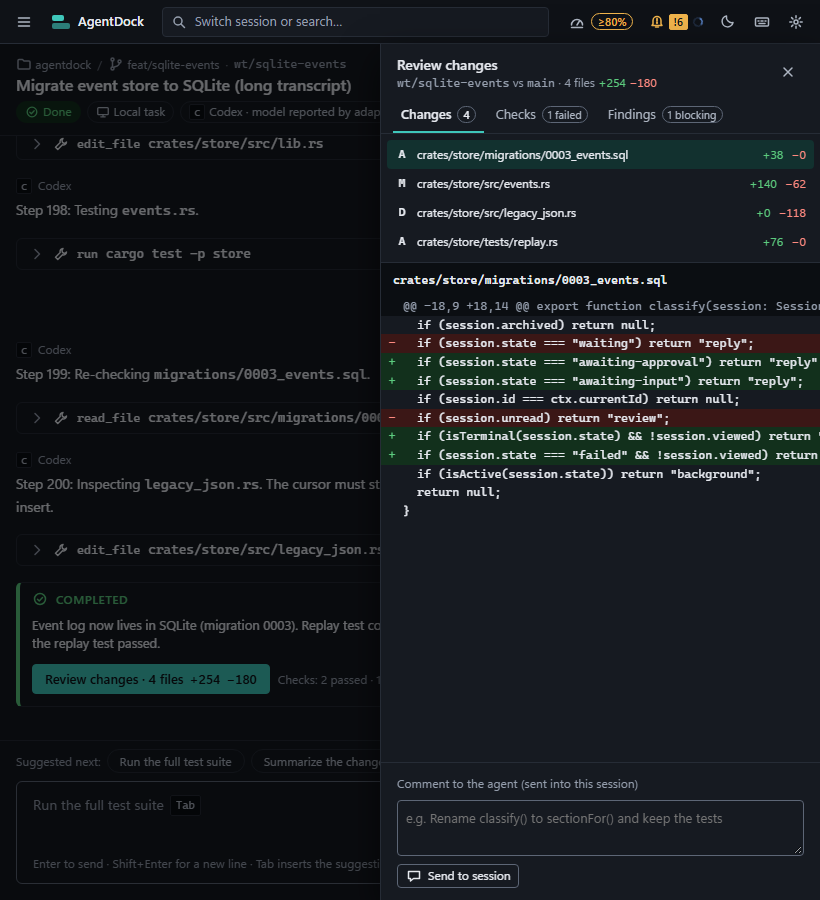 AgentDock
Switch session or search...
≥80%
!6
agentdock / feat/sqlite-events · wt/sqlite-events
Migrate event store to SQLite (long transcript)
Done
Local task
c Codex · model reported by adap
edit_file crates/store/src/lib.rs
c Codex
Step 198: Testing events.rs.
run cargo test -p store
c Codex
Step 199: Re-checking migrations/0003_events.sql.
read_file crates/store/src/migrations/000
c Codex
Step 200: Inspecting legacy_json.rs. The cursor must st
insert.
edit_file crates/store/src/legacy_json.rs
COMPLETED
Event log now lives in SQLite (migration 0003). Replay test co
the replay test passed.
Review changes · 4 files +254 −180
Checks: 2 passed · 1
Suggested next:
Run the full test suite
Summarize the change
Run the full test suite Tab
Enter to send · Shift+Enter for a new line · Tab inserts the suggesti
Review changes
wt/sqlite-events vs main · 4 files +254 −180
Changes 4
Checks 1 failed
Findings 1 blocking
A crates/store/migrations/0003_events.sql +38 −0
M crates/store/src/events.rs +140 −62
D crates/store/src/legacy_json.rs +0 −118
A crates/store/tests/replay.rs +76 −0
crates/store/migrations/0003_events.sql
@@ -18,9 +18,14 @@ export function classify(session: Session
if (session.archived) return null;
− if (session.state === "waiting") return "reply";
+ if (session.state === "awaiting-approval") return "reply"
+ if (session.state === "awaiting-input") return "reply";
if (session.id === ctx.currentId) return null;
− if (session.unread) return "review";
+ if (isTerminal(session.state) && !session.viewed) return "
+ if (session.state === "failed" && !session.viewed) return
if (isActive(session.state)) return "background";
return null;
}
Comment to the agent (sent into this session)
e.g. Rename classify() to sectionFor() and keep the tests
Send to session